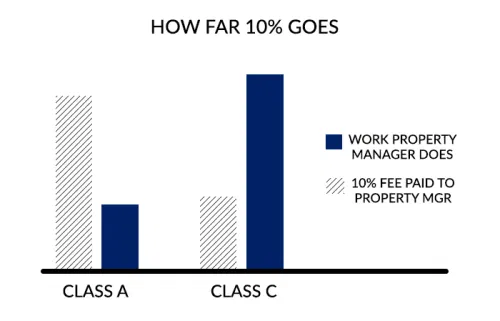 HOW FAR 10% GOES
WORK PROPERTY
MANAGER DOES
10% FEE PAID TO
PROPERTY MGR
CLASS A
CLASS C